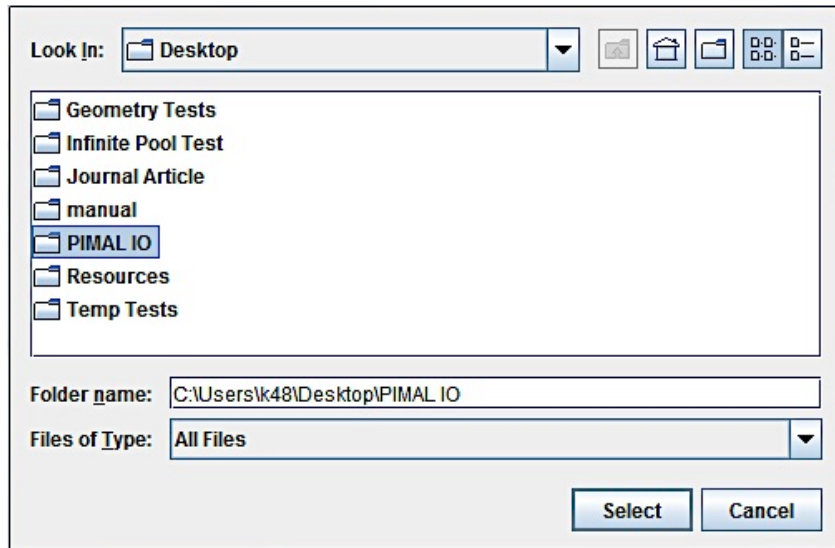 Look In: Desktop
Geometry Tests
Infinite Pool Test
Journal Article
manual
PIMAL IO
Resources
Temp Tests
Folder name: C:\Users\k48\Desktop\PIMAL IO
Files of Type: All Files
Select Cancel